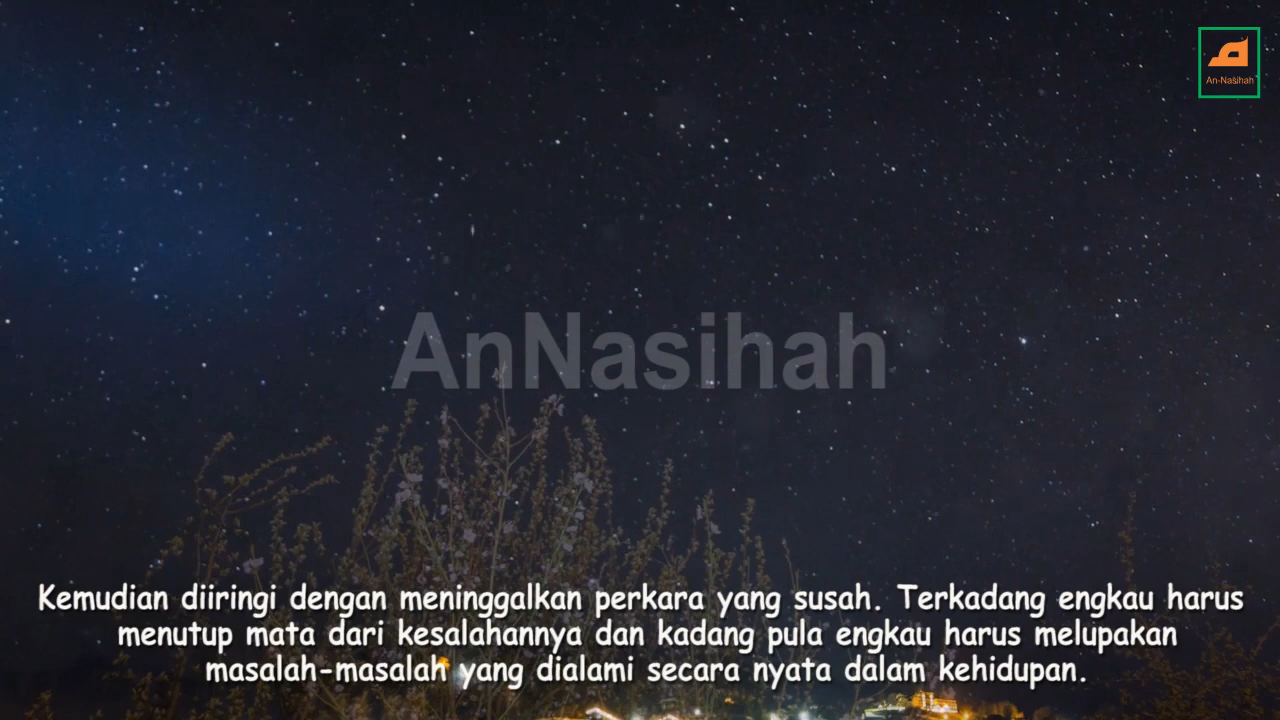 An-Nasihah
AnNasihah
Kemudian diiringi dengan meninggalkan perkara yang susah. Terkadang engkau harus
menutup mata dari kesalahannya dan kadang pula engkau harus melupakan
masalah-masalah yang dialami secara nyata dalam kehidupan.